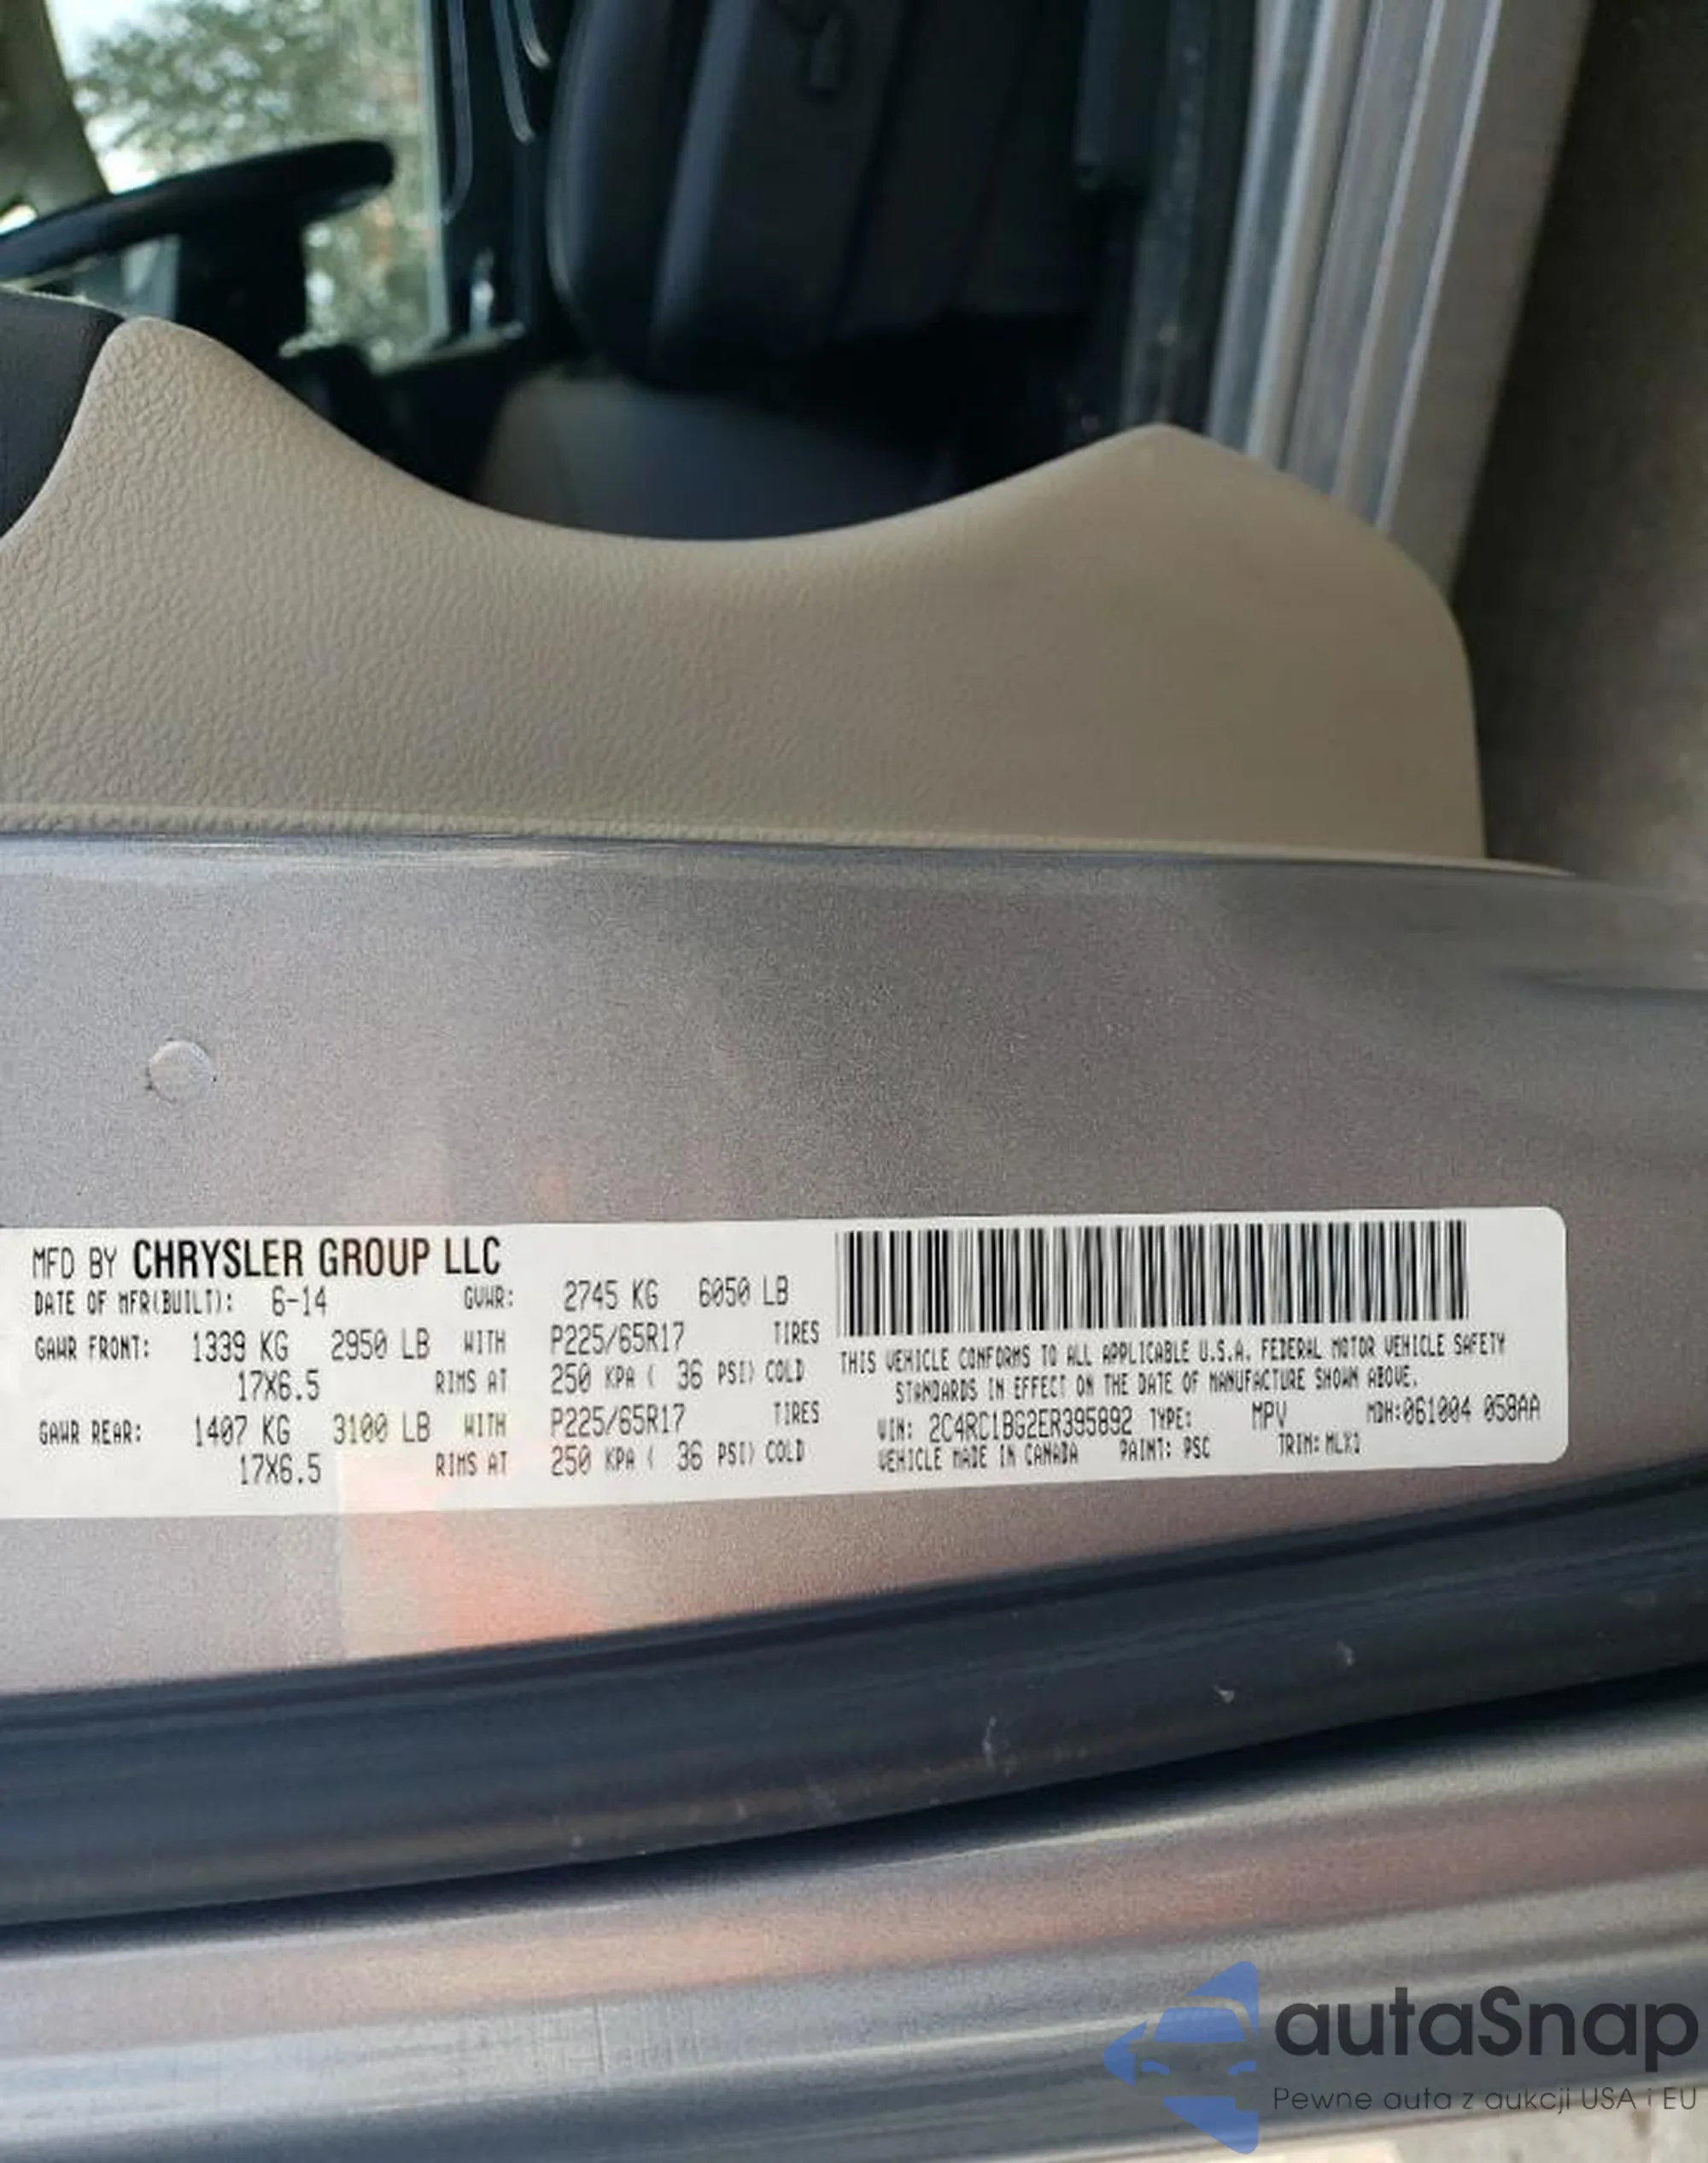 MFD BY CHRYSLER GROUP LLC
DATE OF MFR(BUILT): 6-14 GVWR: 2745 KG 6050 LB
GAWR FRONT: 1339 KG 2950 LB WITH P225/65R17 TIRES
17X6.5 RIMS AT 250 KPA ( 36 PSI) COLD
GAWR REAR: 1407 KG 3100 LB WITH P225/65R17 TIRES
17X6.5 RIMS AT 250 KPA ( 36 PSI) COLD
THIS VEHICLE CONFORMS TO ALL APPLICABLE U.S.A. FEDERAL MOTOR VEHICLE SAFETY
STANDARDS IN EFFECT ON THE DATE OF MANUFACTURE SHOWN ABOVE.
VIN: 2C4RC1BG2ER395892 TYPE: MPV MDH:061004 058AA
VEHICLE MADE IN CANADA PAINT: PSC TRIM: MLX1
autaSnap
Pewne auta z aukcji USA i EU